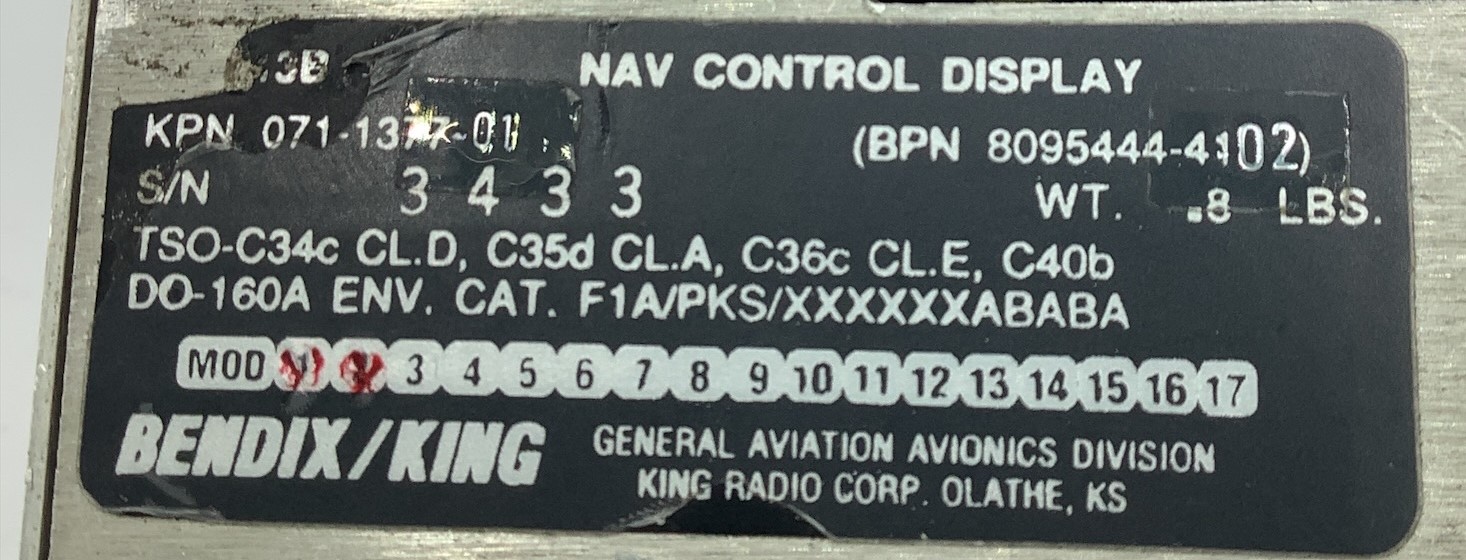 3B NAV CONTROL DISPLAY
KPN 071-1377-01 (BPN 8095444-4102)
S/N 3433 WT. .8 LBS.
TSO-C34c CL.D, C35d CL.A, C36c CL.E, C40b
DO-160A ENV. CAT. F1A/PKS/XXXXXXABABA
MOD 1 2 3 4 5 6 7 8 9 10 11 12 13 14 15 16 17
BENDIX/KING GENERAL AVIATION AVIONICS DIVISION
KING RADIO CORP. OLATHE, KS